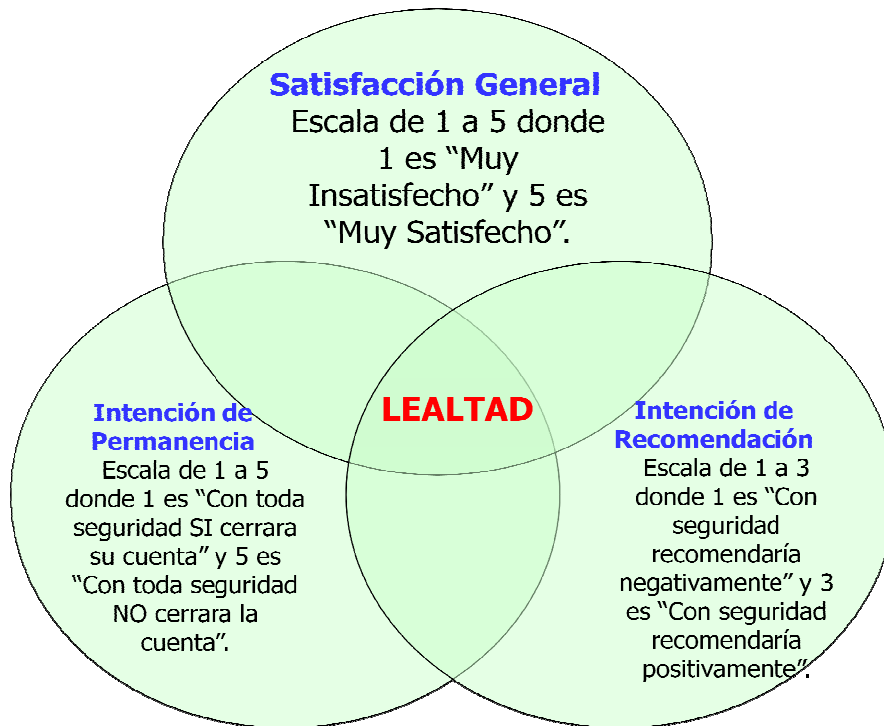 Satisfacción General
Escala de 1 a 5 donde
1 es “Muy
Insatisfecho” y 5 es
“Muy Satisfecho”.
LEALTAD
Intención de
Permanencia
Escala de 1 a 5
donde 1 es “Con toda
seguridad SI cerrara
su cuenta” y 5 es
“Con toda seguridad
NO cerrara la
cuenta”.
Intención de
Recomendación
Escala de 1 a 3
donde 1 es “Con
seguridad
recomendaría
negativamente” y 3
es “Con seguridad
recomendaría
positivamente”.